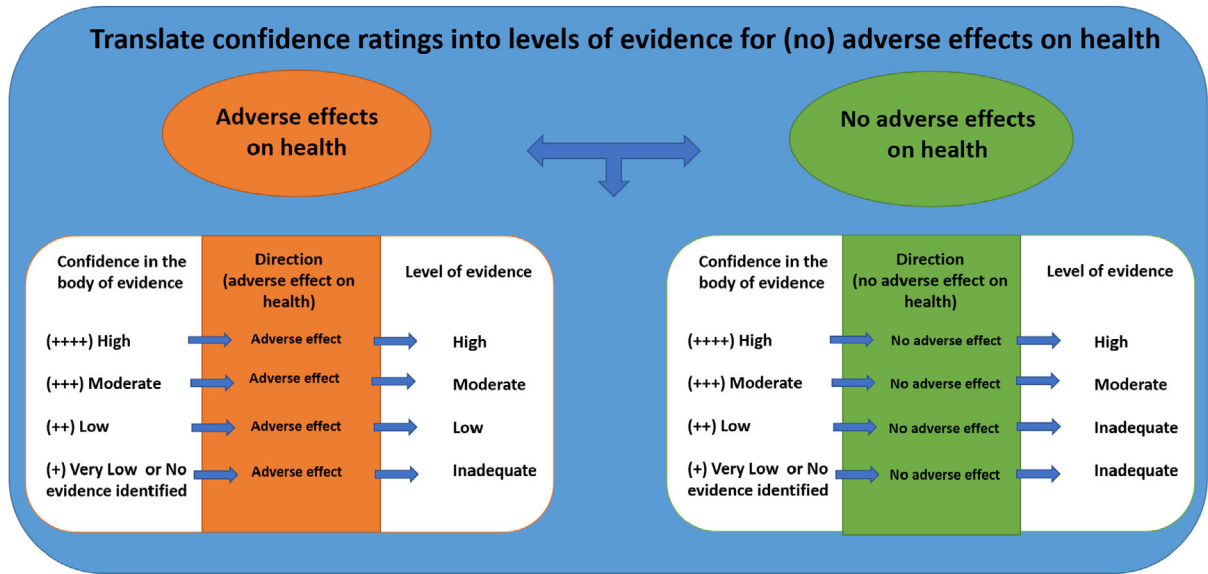 Translate confidence ratings into levels of evidence for (no) adverse effects on health
Adverse effects
on health
No adverse effects
on health
Confidence in the
body of evidence
Direction
(adverse effect on
health)
Level of evidence
(++++) High
Adverse effect
High
(+++) Moderate
Adverse effect
Moderate
(++) Low
Adverse effect
Low
(+) Very Low or No
evidence identified
Adverse effect
Inadequate
Confidence in the
body of evidence
Direction
(no adverse effect on
health)
Level of evidence
(++++) High
No adverse effect
High
(+++) Moderate
No adverse effect
Moderate
(++) Low
No adverse effect
Inadequate
(+) Very Low or No
evidence identified
No adverse effect
Inadequate